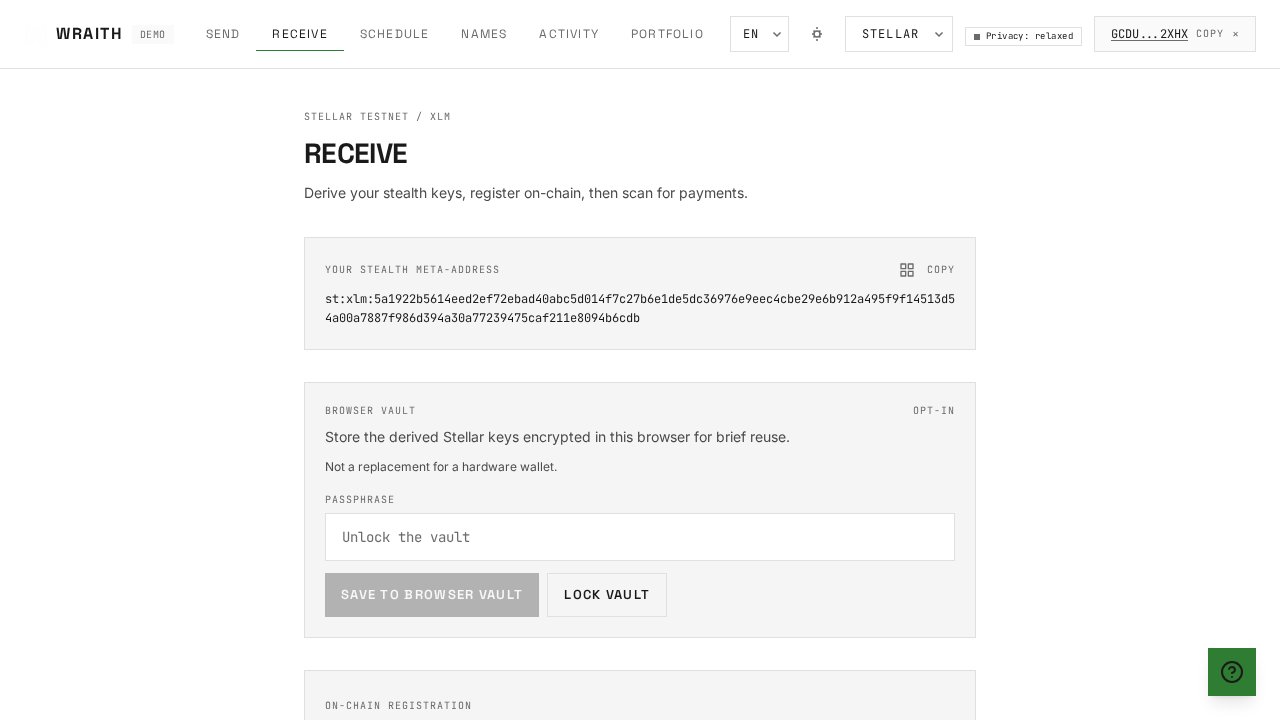 WRAITH DEMO SEND RECEIVE SCHEDULE NAMES ACTIVITY PORTFOLIO EN STELLAR Privacy: relaxed GCDU...2XHX COPY ×
STELLAR TESTNET / XLM
RECEIVE
Derive your stealth keys, register on-chain, then scan for payments.
YOUR STEALTH META-ADDRESS COPY
st:xlm:5a1922b5614eed2ef72ebad40abc5d014f7c27b6e1de5dc36976e9eec4cbe29e6b912a495f9f14513d5
4a00a7887f986d394a30a77239475caf211e8094b6cdb
BROWSER VAULT OPT-IN
Store the derived Stellar keys encrypted in this browser for brief reuse.
Not a replacement for a hardware wallet.
PASSPHRASE
Unlock the vault
SAVE TO BROWSER VAULT LOCK VAULT
ON-CHAIN REGISTRATION